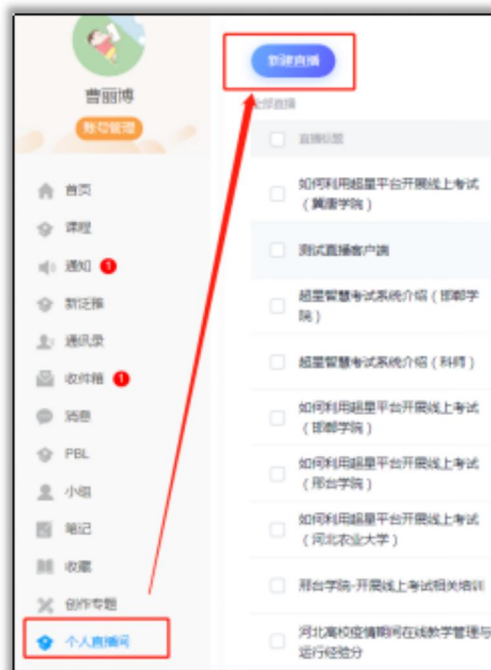 曹丽博
账号管理
首页
课程
通知 1
新泛雅
通讯录
收件箱 1
消息
PBL
小组
笔记
收藏
创作专题
个人直播间
新建直播
全部直播
直播标题
如何利用超星平台开展线上考试
（冀唐学院）
测试直播客户端
超星智慧考试系统介绍（邯郸学
院）
超星智慧考试系统介绍（科师）
如何利用超星平台开展线上考试
（邯郸学院）
如何利用超星平台开展线上考试
（邢台学院）
如何利用超星平台开展线上考试
（河北农业大学）
邢台学院-开展线上考试相关培训
河北高校疫情期间在线教学管理与
运行经验分